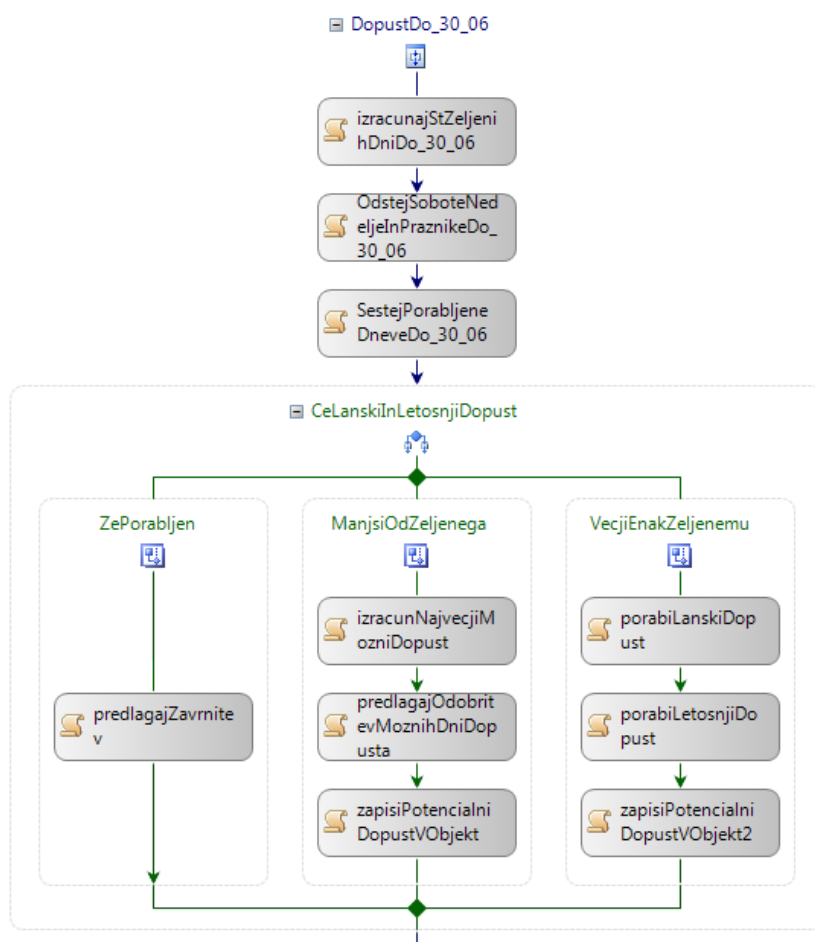 DopustDo_30_06
izracunajStZeljeni
hDniDo_30_06
OdstejSoboteNed
eljeInPraznikeDo_
30_06
SestejPorabljene
DneveDo_30_06
CeLanskiInLetosnjiDopust
ZePorabljen
predlagajZavrnite
v
ManjsiOdZeljenega
izracunNajvecjiM
ozniDopust
predlagajOdobrit
evMoznihDniDop
usta
zapisiPotencialni
DopustVObjekt
VecjiEnakZeljenemu
porabiLanskiDop
ust
porabiLetosnjiDo
pust
zapisiPotencialni
DopustVObjekt2